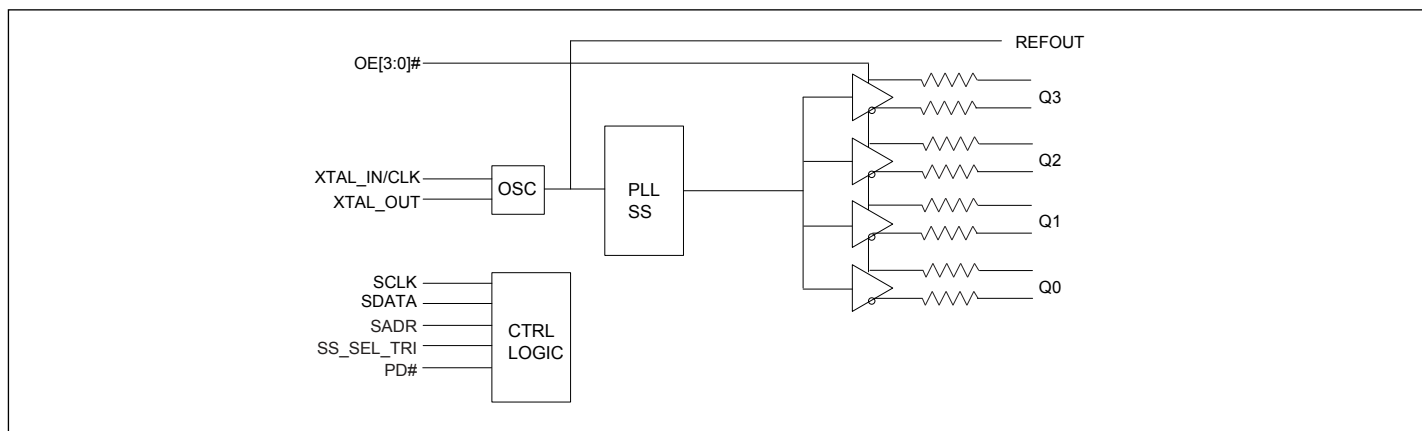 REFOUT
OE[3:0]#
Q3
Q2
XTAL_IN/CLK
XTAL_OUT
OSC
PLL
SS
Q1
Q0
SCLK
SDATA
SADR
SS_SEL_TRI
PD#
CTRL
LOGIC